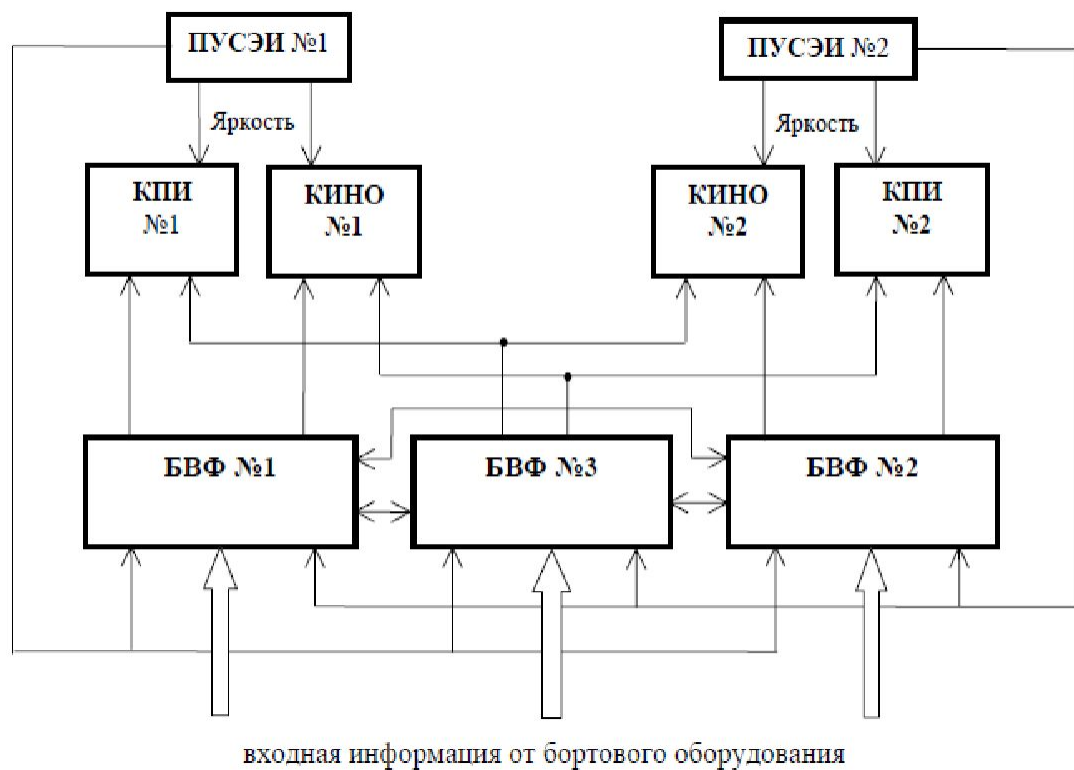 ПУСЭИ №1
ПУСЭИ №2
Яркость
Яркость
КПИ
№1
КИНО
№1
КИНО
№2
КПИ
№2
БВФ №1
БВФ №3
БВФ №2
входная информация от бортового оборудования